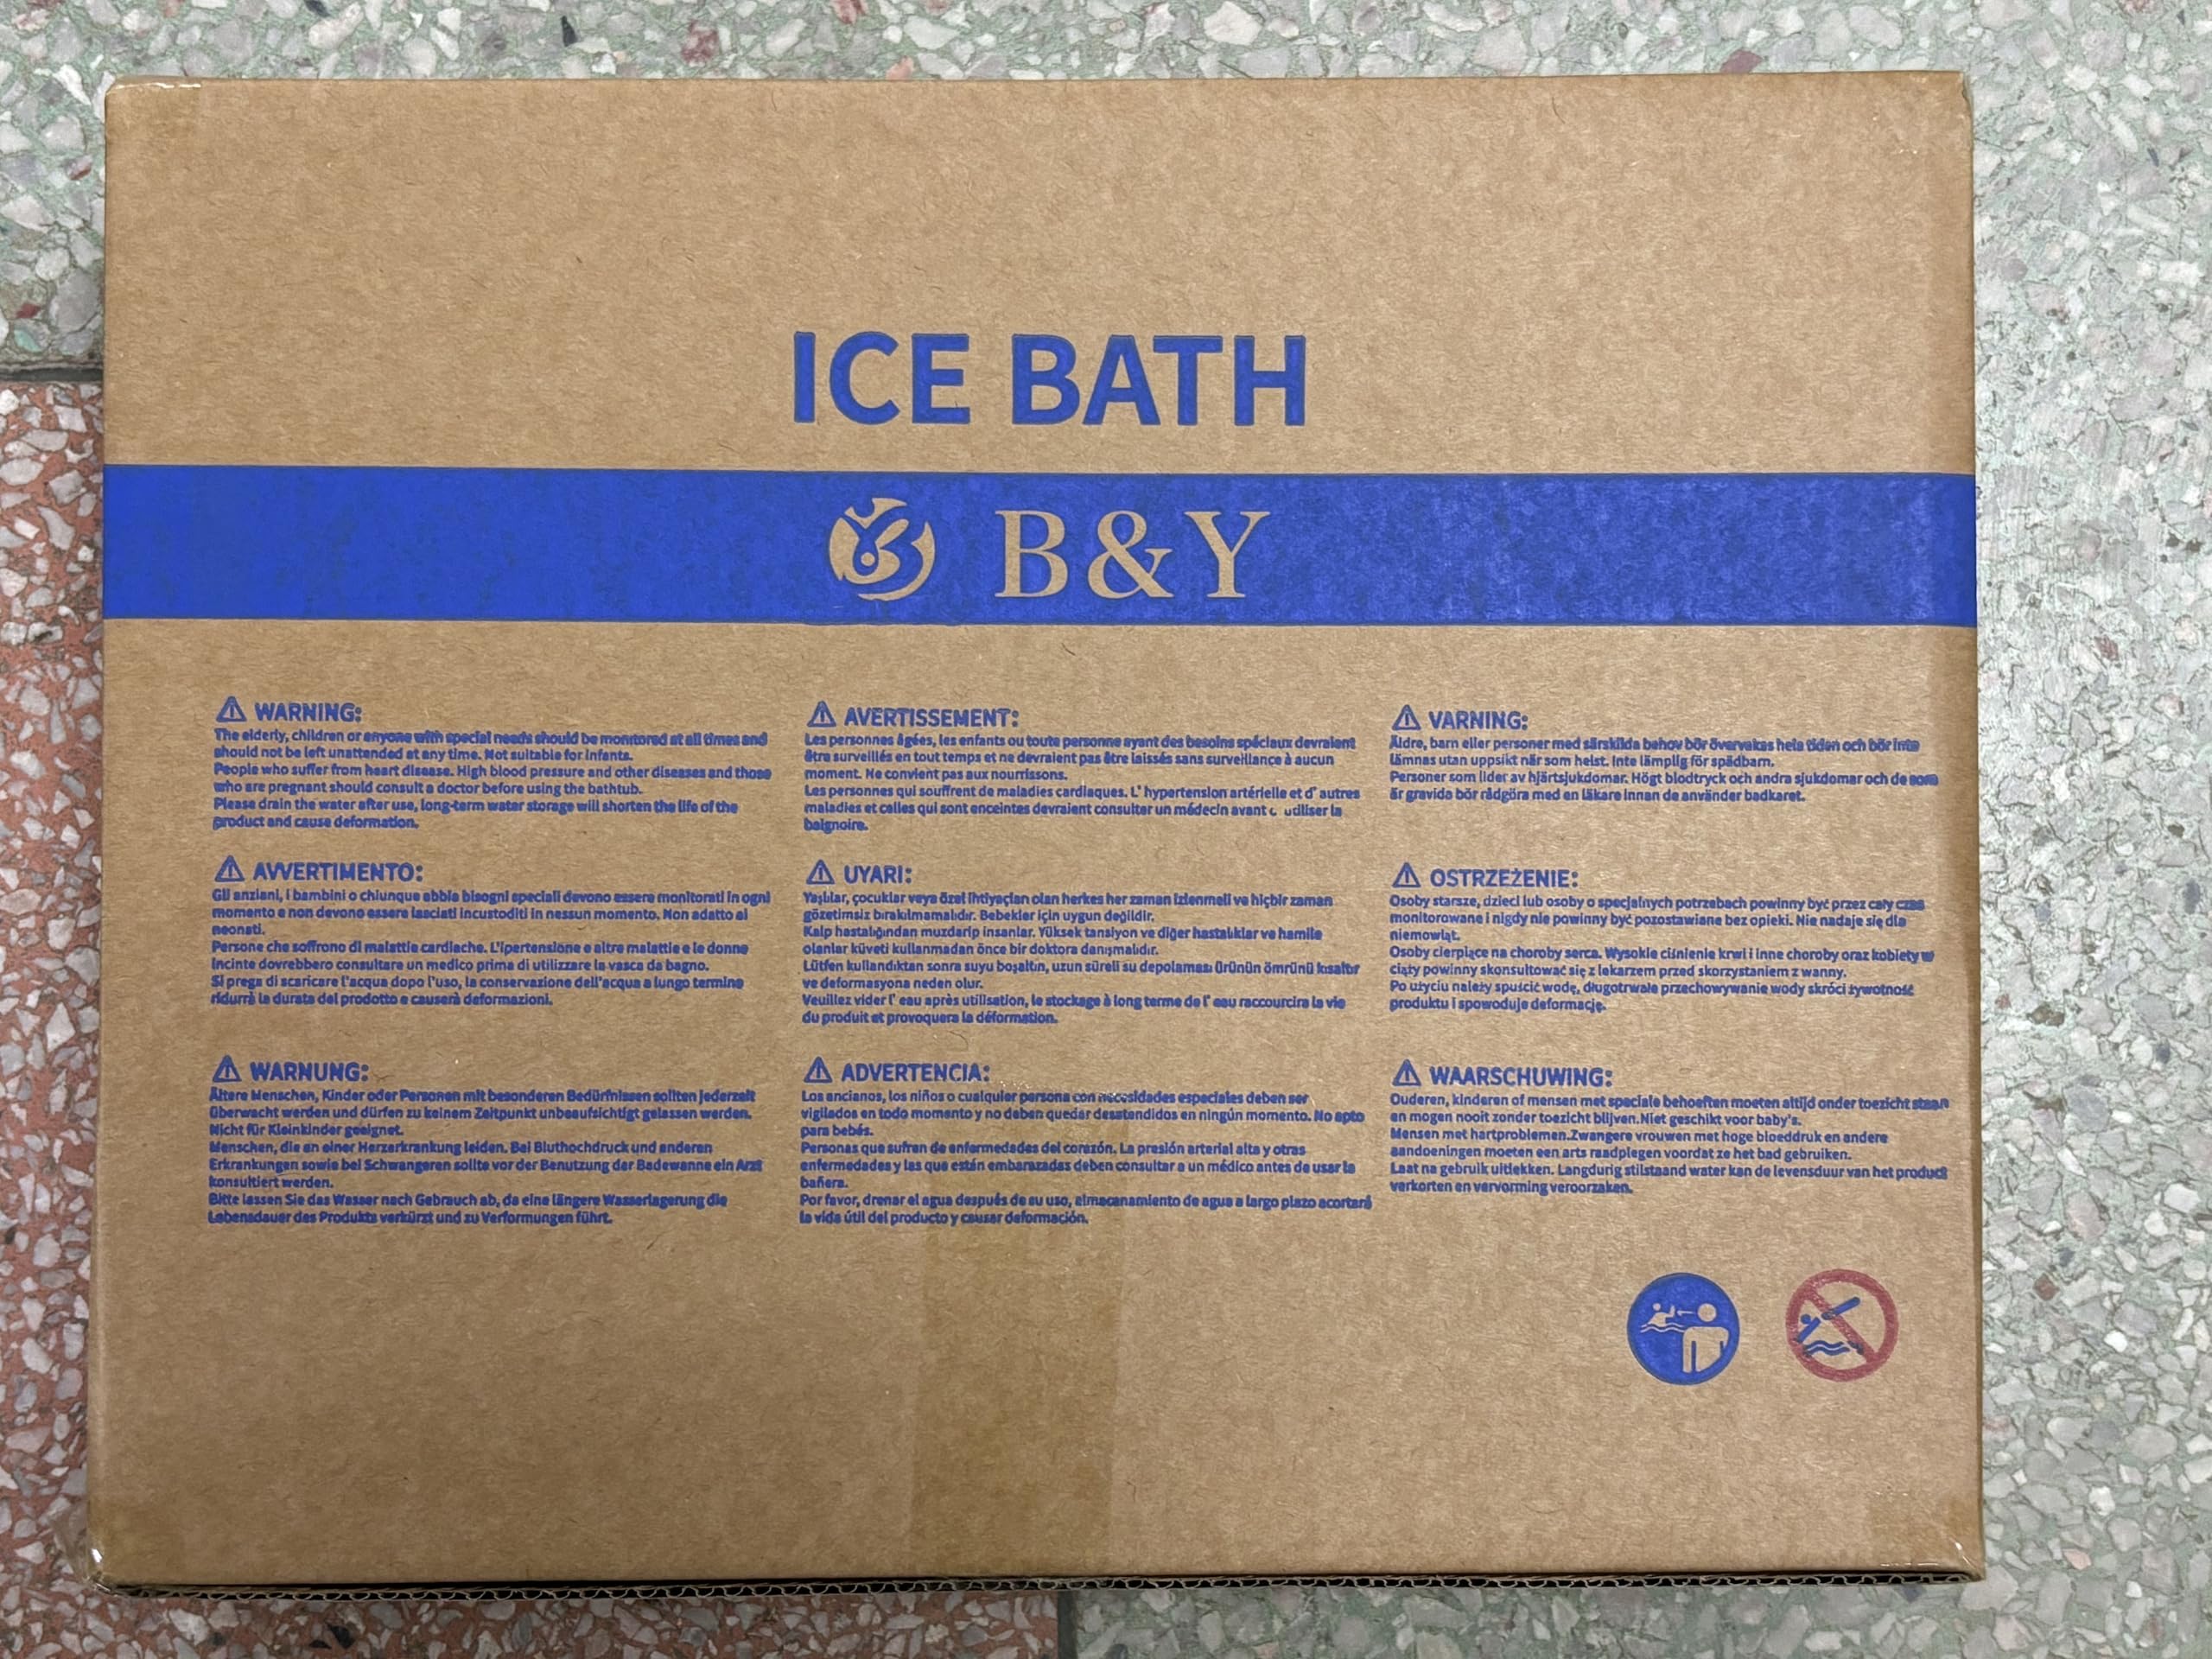 ICE BATH
B&Y
WARNING:
The elderly, children or anyone with special needs should be monitored at all times and
should not be left unattended at any time. Not suitable for infants.
People who suffer from heart disease. High blood pressure and other diseases and those
who are pregnant should consult a doctor before using the bathtub.
Please drain the water after use, long-term water storage will shorten the life of the
product and cause deformation.
AVERTISSEMENT:
Les personnes âgées, les enfants ou toute personne ayant des besoins spéciaux devraient
être surveillés en tout temps et ne devraient pas être laissés sans surveillance à aucun
moment. Ne convient pas aux nourrissons.
Les personnes qui souffrent de maladies cardiaques. L' hypertension artérielle et d' autres
maladies et celles qui sont enceintes devraient consulter un médecin avant utiliser la
baignoire.
VARNING:
Äldre, barn eller personer med särskilda behov bör övervakas hela tiden och bör inte
lämnas utan uppsikt när som helst. Inte lämplig för spädbarn.
Personer som lider av hjärtsjukdomar. Högt blodtryck och andra sjukdomar och de som
är gravida bör rådgöra med en läkare innan de använder badkaret.
AVVERTIMENTO:
Gli anziani, i bambini o chiunque abbia bisogni speciali devono essere monitorati in ogni
momento e non devono essere lasciati incustoditi in nessun momento. Non adatto ai
neonati.
Persone che soffrono di malattie cardiache. L'ipertensione e altre malattie e le donne
incinte dovrebbero consultare un medico prima di utilizzare la vasca da bagno.
Si prega di scaricare l'acqua dopo l'uso, la conservazione dell'acqua a lungo termine
ridurrà la durata del prodotto e causerà deformazioni.
UYARI:
Yaşlılar, çocuklar veya özel ihtiyaçları olan herkes her zaman izlenmeli ve hiçbir zaman
gözetimsiz bırakılmamalıdır. Bebekler için uygun değildir.
Kalp hastalığından muzdarip insanlar. Yüksek tansiyon ve diğer hastalıklar ve hamile
olanlar küveti kullanmadan önce bir doktora danışmalıdır.
Lütfen kullandıktan sonra suyu boşaltın, uzun süreli su depolaması ürünün ömrünü kısaltır
ve deformasyona neden olur.
Veuillez vider l' eau après utilisation, le stockage à long terme de l' eau raccourcira la vie
du produit et provoquera la déformation.
OSTRZEŻENIE:
Osoby starsze, dzieci lub osoby o specjalnych potrzebach powinny być przez cały czas
monitorowane i nigdy nie powinny być pozostawiane bez opieki. Nie nadaje się dla
niemowląt.
Osoby cierpiące na choroby serca. Wysokie ciśnienie krwi i inne choroby oraz kobiety w
ciąży powinny skonsultować się z lekarzem przed skorzystaniem z wanny.
Po użyciu należy spuścić wodę, długotrwałe przechowywanie wody skróci żywotność
produktu i spowoduje deformację.
WARNUNG:
Ältere Menschen, Kinder oder Personen mit besonderen Bedürfnissen sollten jederzeit
überwacht werden und dürfen zu keinem Zeitpunkt unbeaufsichtigt gelassen werden.
Nicht für Kleinkinder geeignet.
Menschen, die an einer Herzerkrankung leiden. Bei Bluthochdruck und anderen
Erkrankungen sowie bei Schwangeren sollte vor der Benutzung der Badewanne ein Arzt
konsultiert werden.
Bitte lassen Sie das Wasser nach Gebrauch ab, da eine längere Wasserlagerung die
Lebensdauer des Produkts verkürzt und zu Verformungen führt.
ADVERTENCIA:
Los ancianos, los niños o cualquier persona con necesidades especiales deben ser
vigilados en todo momento y no deben quedar desatendidos en ningún momento. No apto
para bebés.
Personas que sufran de enfermedades del corazón. La presión arterial alta y otras
enfermedades y las que están embarazadas deben consultar a un médico antes de usar la
bañera.
Por favor, drenar el agua después de su uso, almacenamiento de agua a largo plazo acortará
la vida útil del producto y causar deformación.
WAARSCHUWING:
Ouderen, kinderen of mensen met speciale behoeften moeten altijd onder toezicht staan
en mogen nooit zonder toezicht blijven.Niet geschikt voor baby's.
Mensen met hartproblemen.Zwangere vrouwen met hoge bloeddruk en andere
aandoeningen moeten een arts raadplegen voordat ze het bad gebruiken.
Laat na gebruik uitlekken. Langdurig stilstaand water kan de levensduur van het product
verkorten en vervorming veroorzaken.